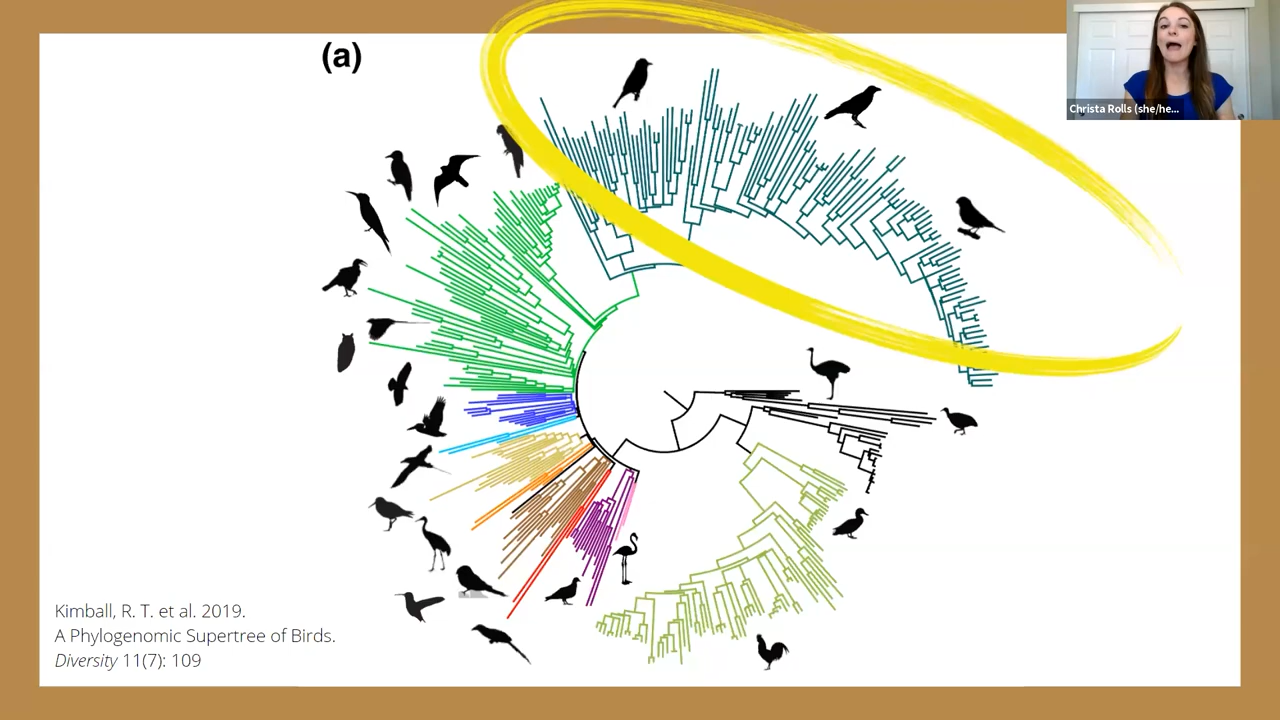 (a)
Christa Rolls (she/he...
Kimball, R. T. et al. 2019.
A Phylogenomic Supertree of Birds.
Diversity 11(7): 109